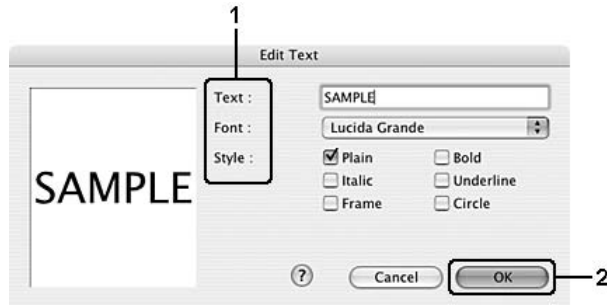 1
Edit Text
Text :
SAMPLE
Font :
Lucida Grande
Style :
Plain
Bold
SAMPLE
Italic
Underline
Frame
Circle
?
Cancel
OK
2